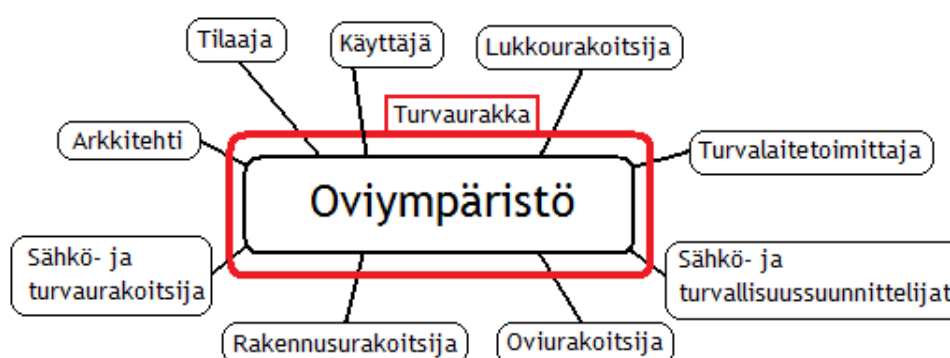 Tilaaja
Käyttäjä
Lukkourakoitsija
Turvaurakka
Arkkitehti
Turvalaitetoimittaja
Oviympäristö
Sähkö- ja
turvaurakoitsija
Sähkö- ja
turvallisuussuunnittelijat
Rakennusurakoitsija
Oviurakoitsija